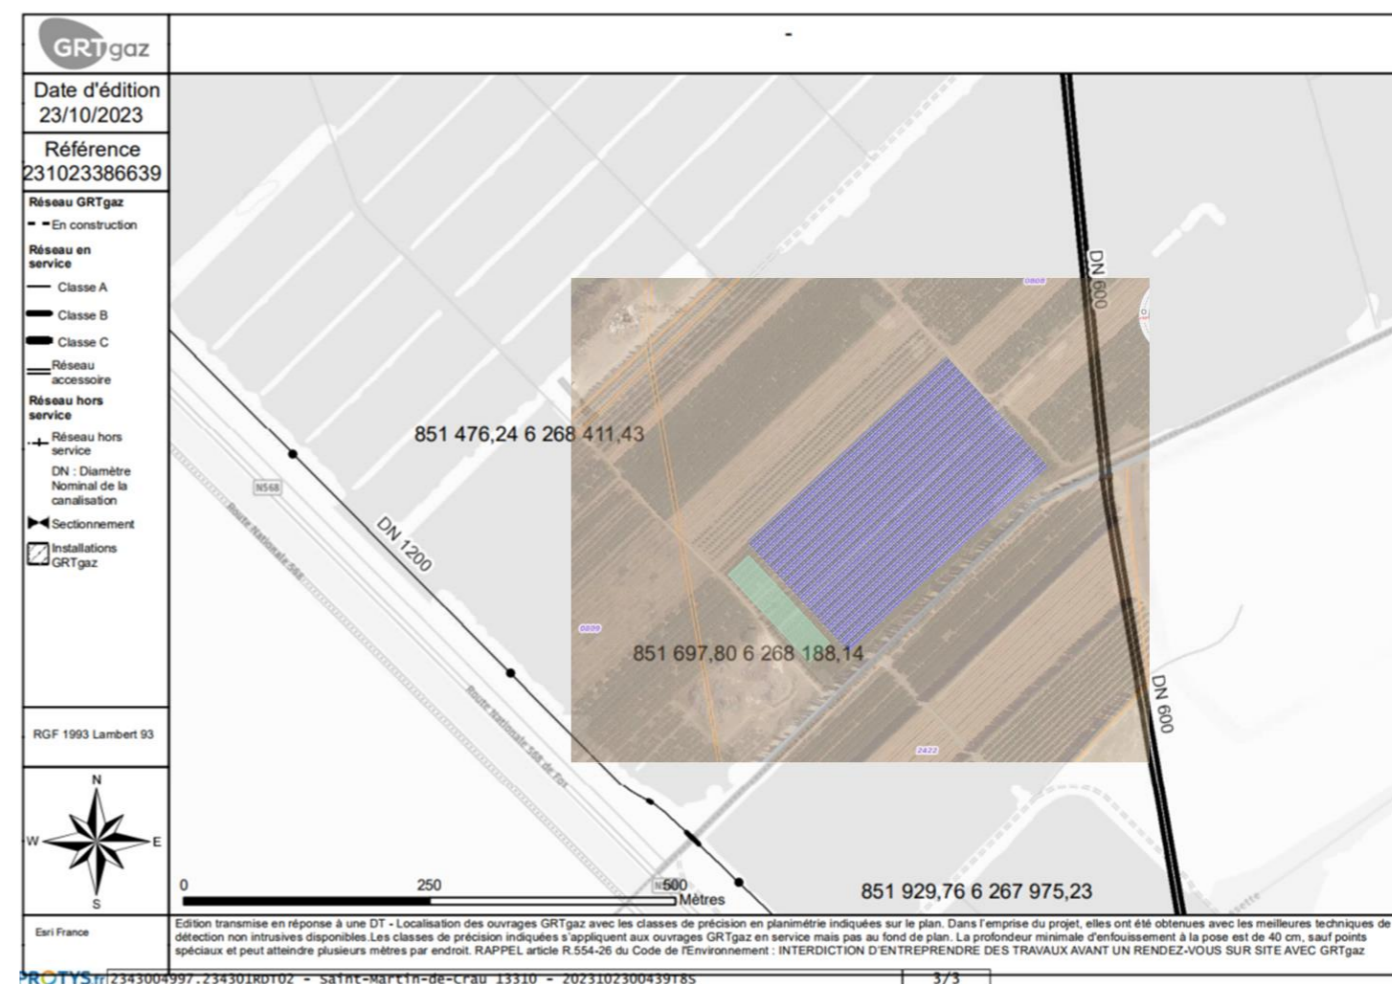 GRTgaz
-
Date d'édition
23/10/2023
Référence
231023386639
Réseau GRTgaz
En construction
Réseau en
service
Classe A
Classe B
Classe C
Réseau
accessoire
Réseau hors
service
Réseau hors
service
DN : Diamètre
Nominal de la
canalisation
Sectionnement
Installations
GRTgaz
RGF 1993 Lambert 93
N
W
E
S
Esri France
DN 600
0808
851 476,24 6 268 411,43
N568
Route Nationale 568
DN 1200
0809
851 697,80 6 268 188,14
DN 600
Route Nationale 568 de Fos
2422
0
250
500
Mètres
851 929,76 6 267 975,23
Edition transmise en réponse à une DT - Localisation des ouvrages GRTgaz avec les classes de précision en planimétrie indiquées sur le plan. Dans l'emprise du projet, elles ont été obtenues avec les meilleures techniques de
détection non intrusives disponibles.Les classes de précision indiquées s'appliquent aux ouvrages GRTgaz en service mais pas au fond de plan. La profondeur minimale d'enfouissement à la pose est de 40 cm, sauf points
spéciaux et peut atteindre plusieurs mètres par endroit. RAPPEL article R.554-26 du Code de l'Environnement : INTERDICTION D'ENTREPRENDRE DES TRAVAUX AVANT UN RENDEZ-VOUS SUR SITE AVEC GRTgaz
PROTYS.fr 2343004997.234301RDT02 - Saint-Martin-de-Crau 13310 - 2023102300439T8S
3/3